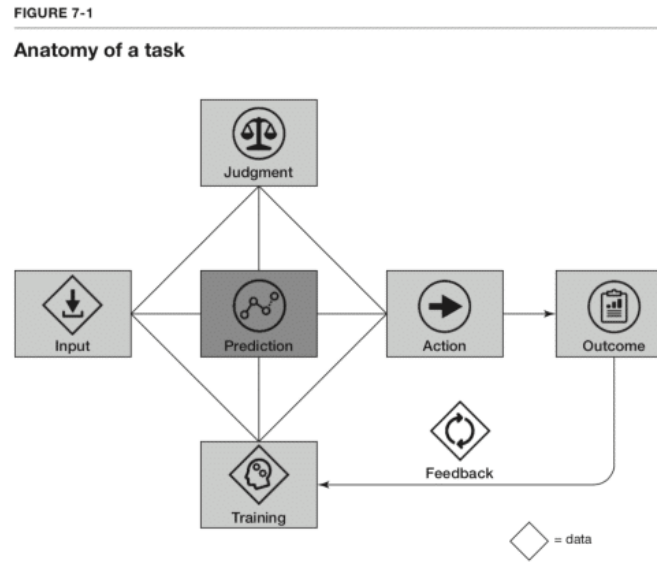 FIGURE 7-1
Anatomy of a task
Judgment
Input
Prediction
Action
Outcome
Feedback
Training
= data